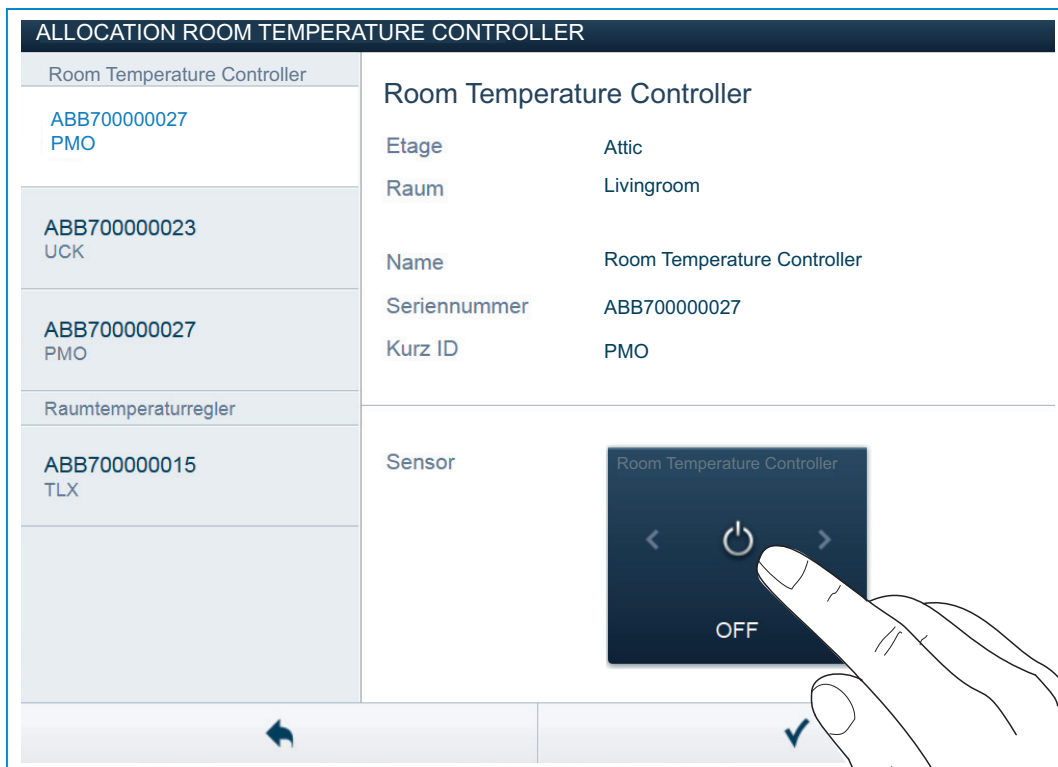 ALLOCATION ROOM TEMPERATURE CONTROLLER
Room Temperature Controller
ABB700000027
PMO
ABB700000023
UCK
ABB700000027
PMO
Raumtemperaturregler
ABB700000015
TLX
Room Temperature Controller
Etage Attic
Raum Livingroom
Name Room Temperature Controller
Seriennummer ABB700000027
Kurz ID PMO
Sensor
Room Temperature Controller
OFF